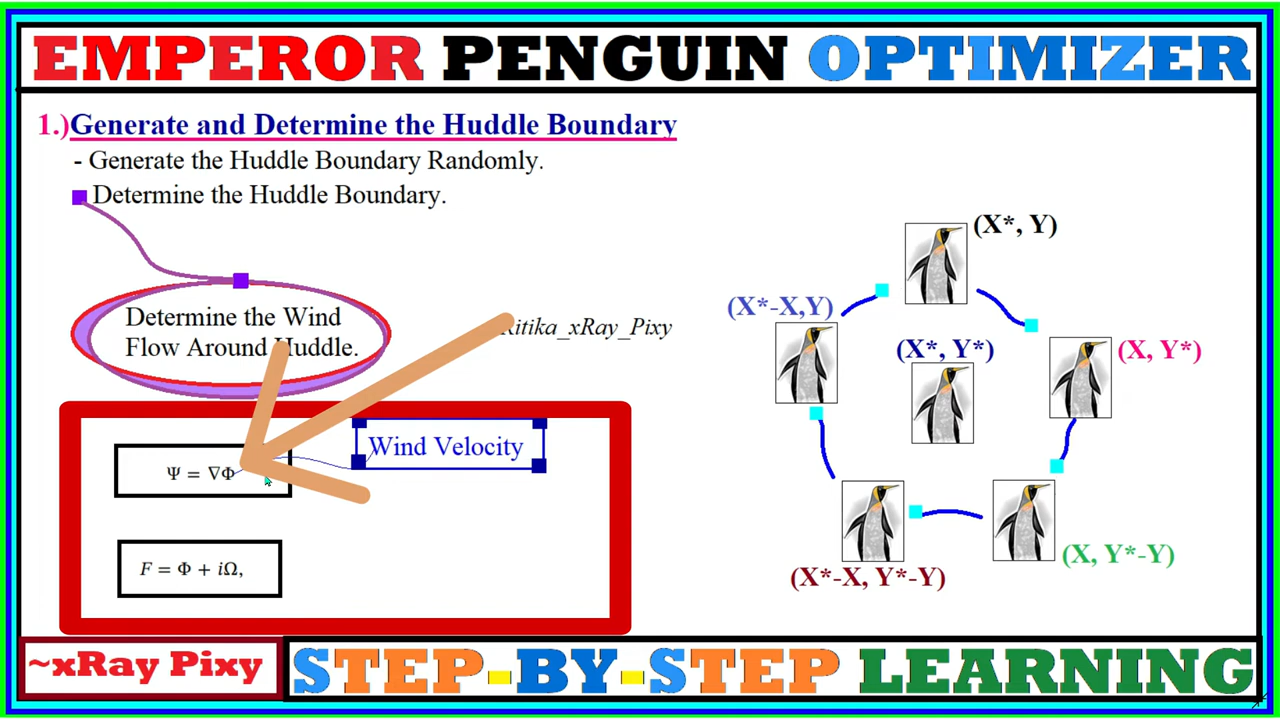 EMPEROR PENGUIN OPTIMIZER
1.)Generate and Determine the Huddle Boundary
- Generate the Huddle Boundary Randomly.
Determine the Huddle Boundary.
Determine the Wind
Flow Around Huddle.
Ritika_xRay_Pixy
Wind Velocity
Ψ = ∇Φ
F = Φ + iΩ,
(X*, Y)
(X*-X,Y)
(X*, Y*)
(X, Y*)
(X, Y*-Y)
(X*-X, Y*-Y)
~xRay Pixy
STEP-BY-STEP LEARNING